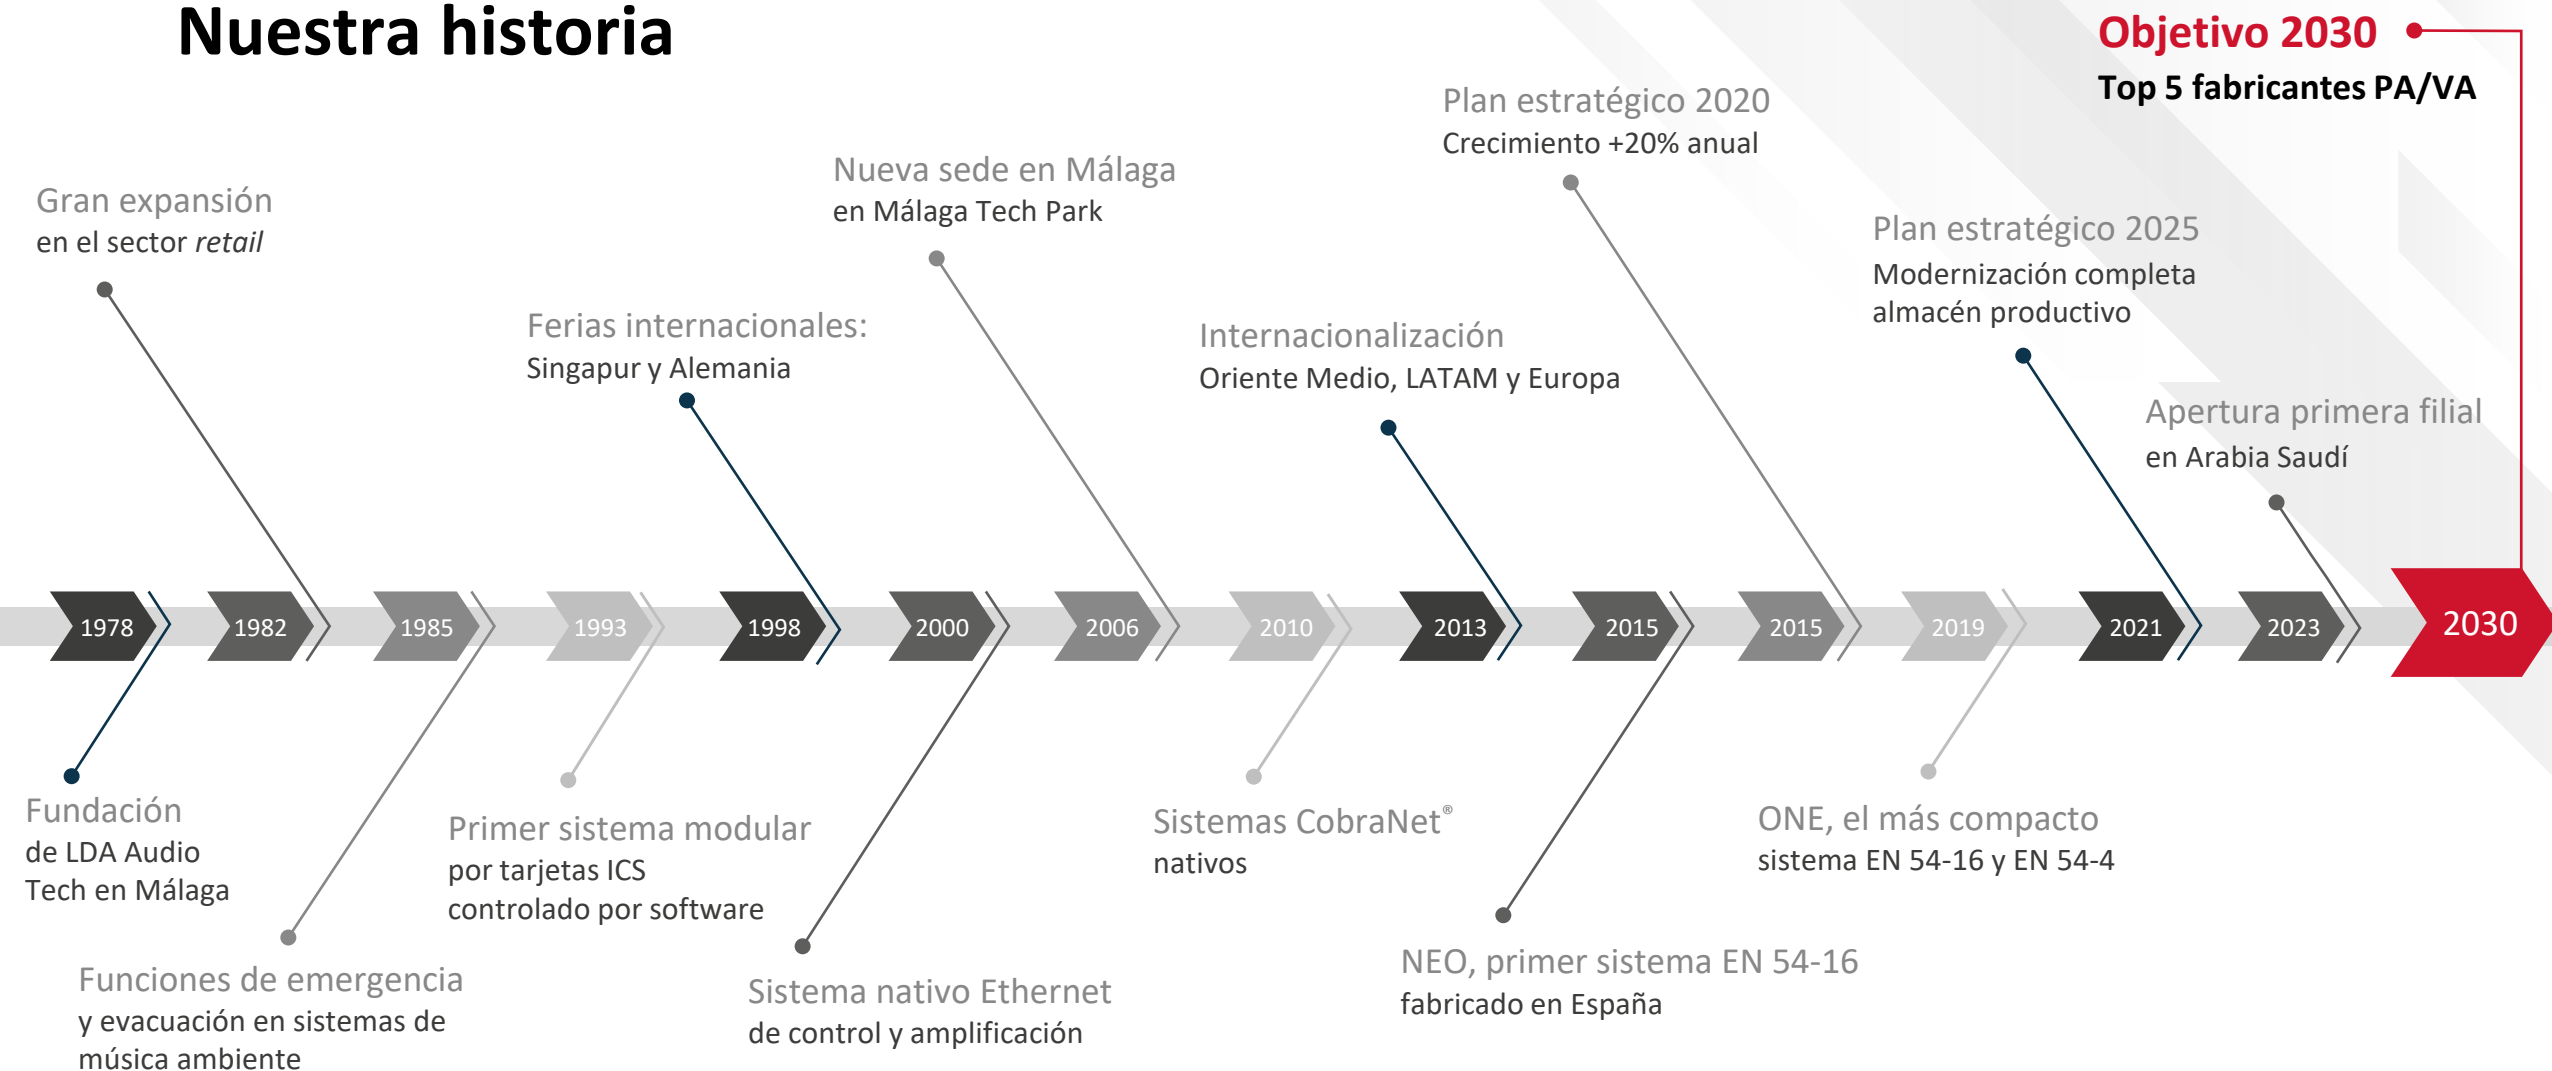 Nuestra historia
Objetivo 2030
Top 5 fabricantes PA/VA
Plan estratégico 2020
Crecimiento +20% anual
Nueva sede en Málaga
en Málaga Tech Park
Gran expansión
en el sector retail
Plan estratégico 2025
Modernización completa
almacén productivo
Ferias internacionales:
Singapur y Alemania
Internacionalización
Oriente Medio, LATAM y Europa
Apertura primera filial
en Arabia Saudí
1978
1982
1985
1993
1998
2000
2006
2010
2013
2015
2015
2019
2021
2023
2030
Fundación
de LDA Audio
Tech en Málaga
Primer sistema modular
por tarjetas ICS
controlado por software
Sistemas CobraNet®
nativos
ONE, el más compacto
sistema EN 54-16 y EN 54-4
Funciones de emergencia
y evacuación en sistemas de
música ambiente
Sistema nativo Ethernet
de control y amplificación
NEO, primer sistema EN 54-16
fabricado en España